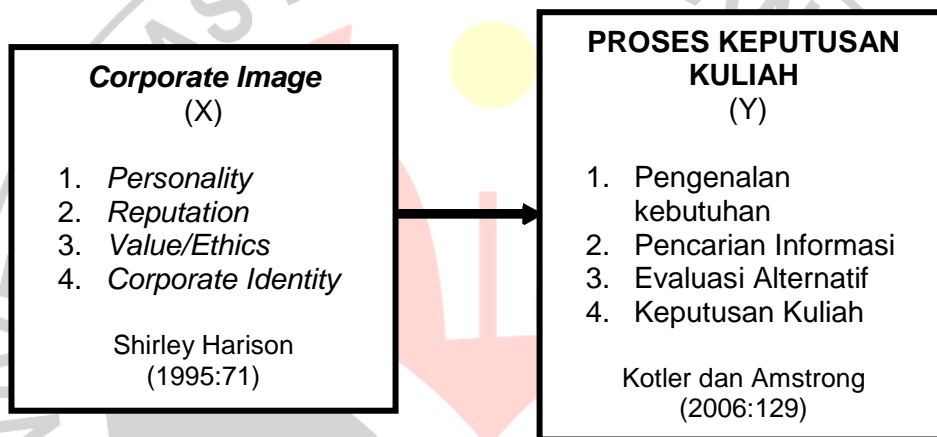 Corporate Image
(X)
1. Personality
2. Reputation
3. Value/Ethics
4. Corporate Identity
Shirley Harison
(1995:71)
PROSES KEPUTUSAN
KULIAH
(Y)
1. Pengenalan
kebutuhan
2. Pencarian Informasi
3. Evaluasi Alternatif
4. Keputusan Kuliah
Kotler dan Amstrong
(2006:129)